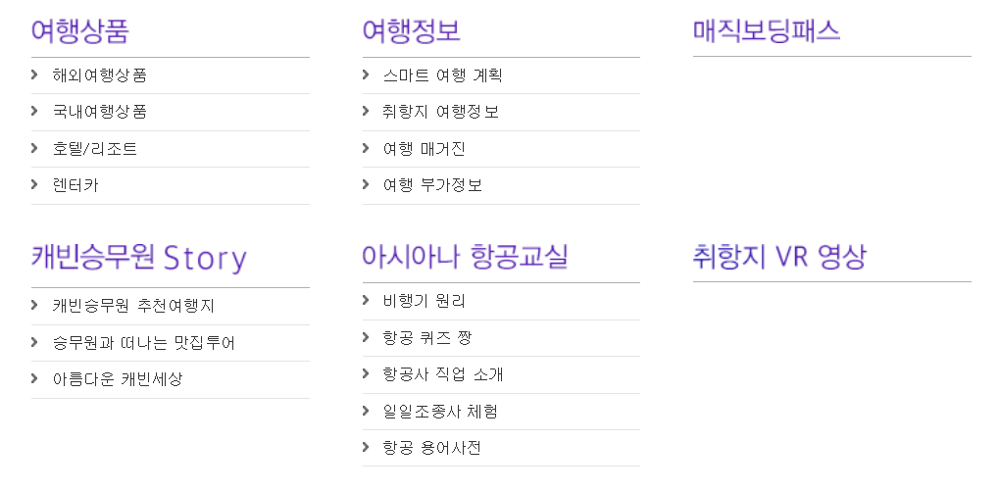 여행상품
해외여행상품
국내여행상품
호텔/리조트
렌터카
여행정보
스마트 여행 계획
취항지 여행정보
여행 매거진
여행 부가정보
매직보딩패스
캐빈승무원 Story
캐빈승무원 추천여행지
승무원과 떠나는 맛집투어
아름다운 캐빈세상
아시아나 항공교실
비행기 원리
항공 퀴즈 짱
항공사 직업 소개
일일조종사 체험
항공 용어사전
취항지 VR 영상